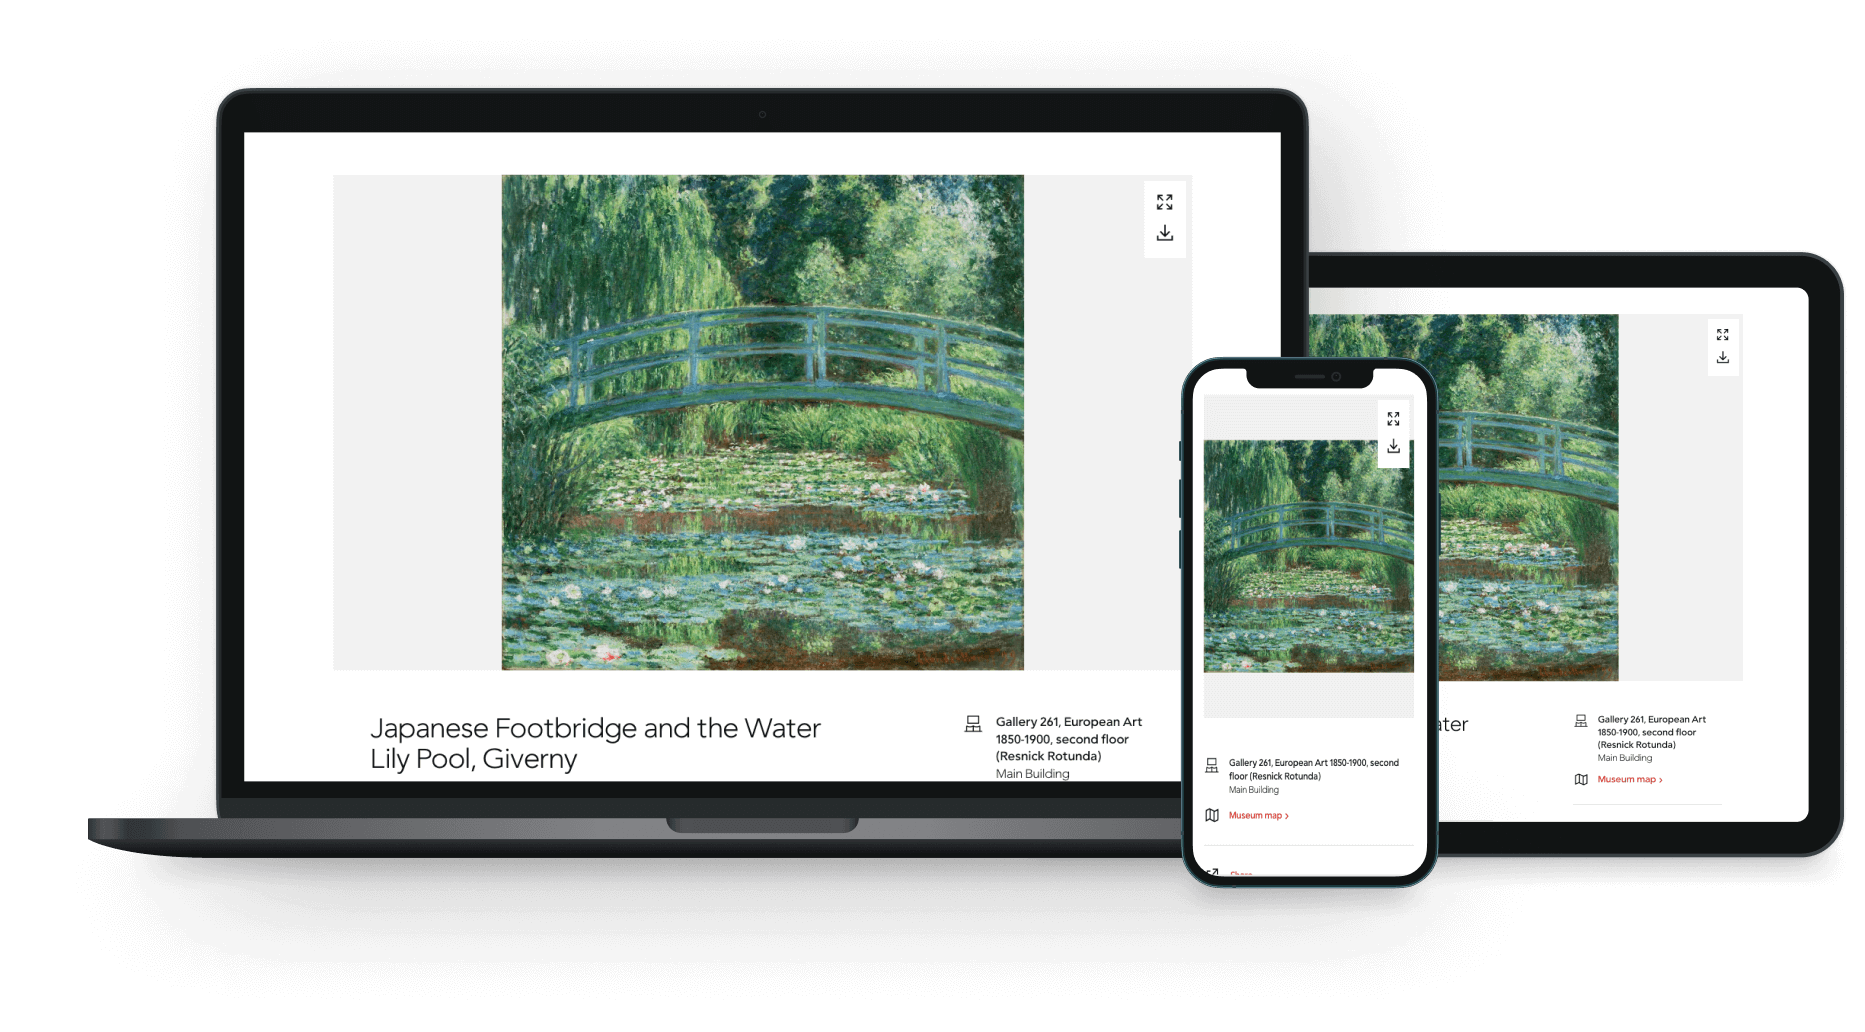 Japanese Footbridge and the Water
Lily Pool, Giverny
Gallery 261, European Art
1850-1900, second floor
(Resnick Rotunda)
Main Building
Gallery 261, European Art 1850-1900, second
floor (Resnick Rotunda)
Main Building
Museum map ›
Share
ater
Gallery 261, European Art
1850-1900, second floor
(Resnick Rotunda)
Main Building
Museum map ›